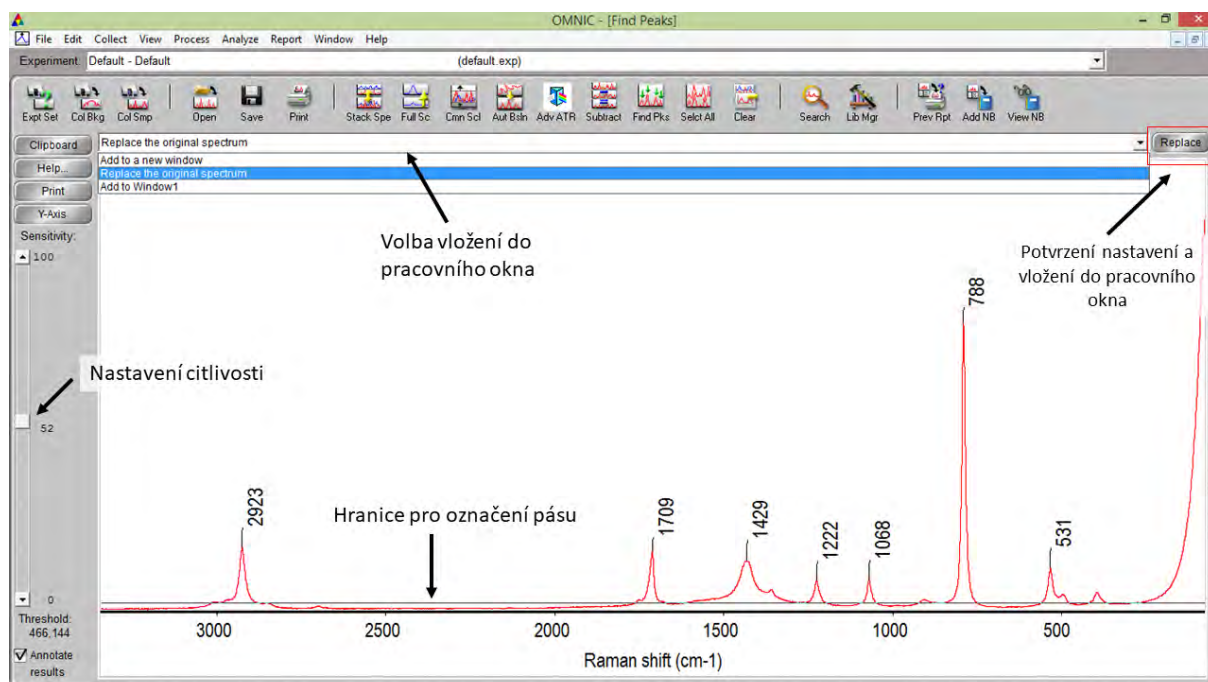 OMNIC - [Find Peaks]
File Edit Collect View Process Analyze Report Window Help
Experiment: Default - Default (default.exp)
Expt Set Col Bkg Col Smp Open Save Print Stack Spe Full Sc Cmn Scl Aut Bsln Adv ATR Subtract Find Pks Selct All Clear Search Lib Mgr Prev Rpt Add NB View NB
Clipboard Replace the original spectrum Replace
Add to a new window
Help... Replace the original spectrum
Print Add to Window1
Y-Axis
Sensitivity:
100
Volba vložení do
pracovního okna
Potvrzení nastavení a
vložení do pracovního
okna
788
Nastavení citlivosti
52
2923
Hranice pro označení pásu
1709
1429
1222
1068
531
0
Threshold:
466.144
3000 2500 2000 1500 1000 500
Annotate
results
Raman shift (cm-1)